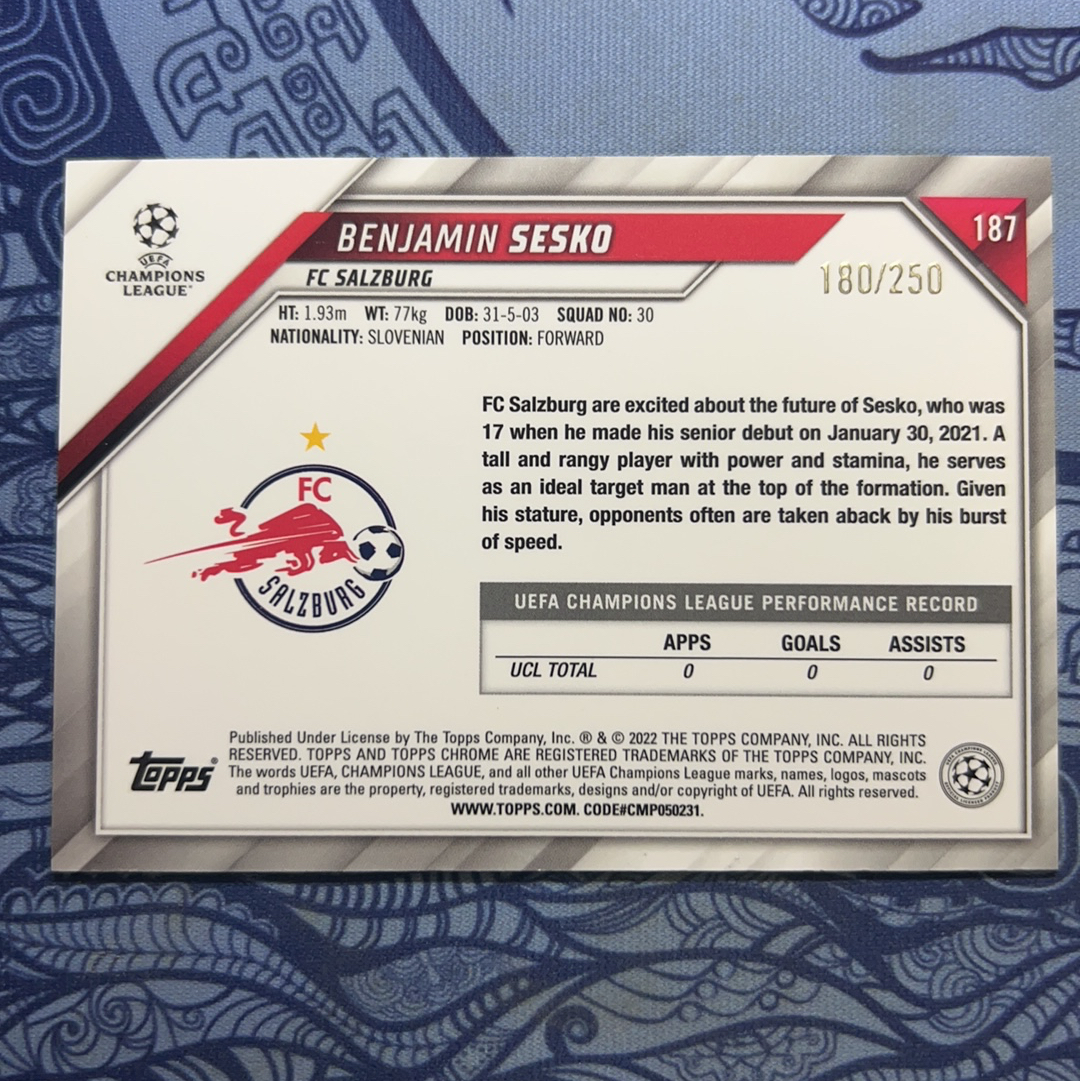 UEFA
CHAMPIONS
LEAGUE
BENJAMIN SESKO
187
FC SALZBURG
180/250
HT: 1.93m WT: 77kg DOB: 31-5-03 SQUAD NO: 30
NATIONALITY: SLOVENIAN POSITION: FORWARD
FC Salzburg are excited about the future of Sesko, who was
17 when he made his senior debut on January 30, 2021. A
tall and rangy player with power and stamina, he serves
as an ideal target man at the top of the formation. Given
his stature, opponents often are taken aback by his burst
of speed.
FC
SALZBURG
UEFA CHAMPIONS LEAGUE PERFORMANCE RECORD
APPS GOALS ASSISTS
UCL TOTAL 0 0 0
topps®
Published Under License by The Topps Company, Inc. ® & © 2022 THE TOPPS COMPANY, INC. ALL RIGHTS
RESERVED. TOPPS AND TOPPS CHROME ARE REGISTERED TRADEMARKS OF THE TOPPS COMPANY, INC.
The words UEFA, CHAMPIONS LEAGUE, and all other UEFA Champions League marks, names, logos, mascots
and trophies are the property, registered trademarks, designs and/or copyright of UEFA. All rights reserved.
WWW.TOPPS.COM. CODE#CMP050231.